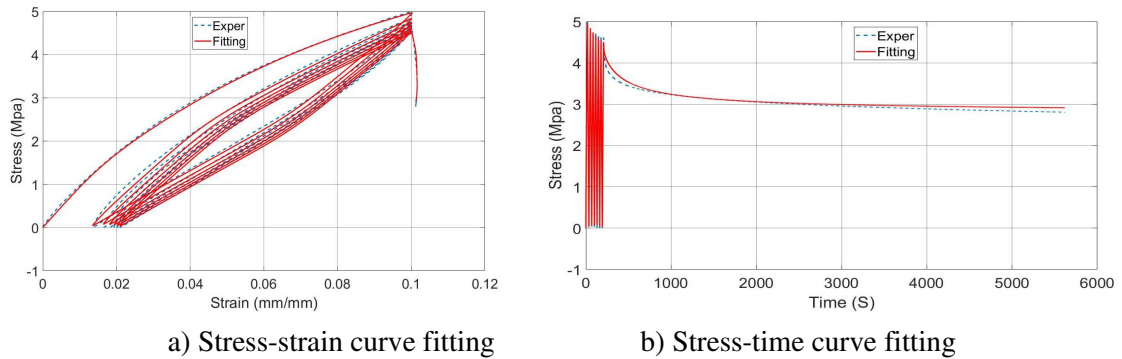 5
4
3
2
1
0
-1
Stress (Mpa)
Exper
Fitting
0 0.02 0.04 0.06 0.08 0.1 0.12
Strain (mm/mm)
5
4
3
2
1
0
-1
Stress (Mpa)
Exper
Fitting
0 1000 2000 3000 4000 5000 6000
Time (S)
a) Stress-strain curve fitting
b) Stress-time curve fitting